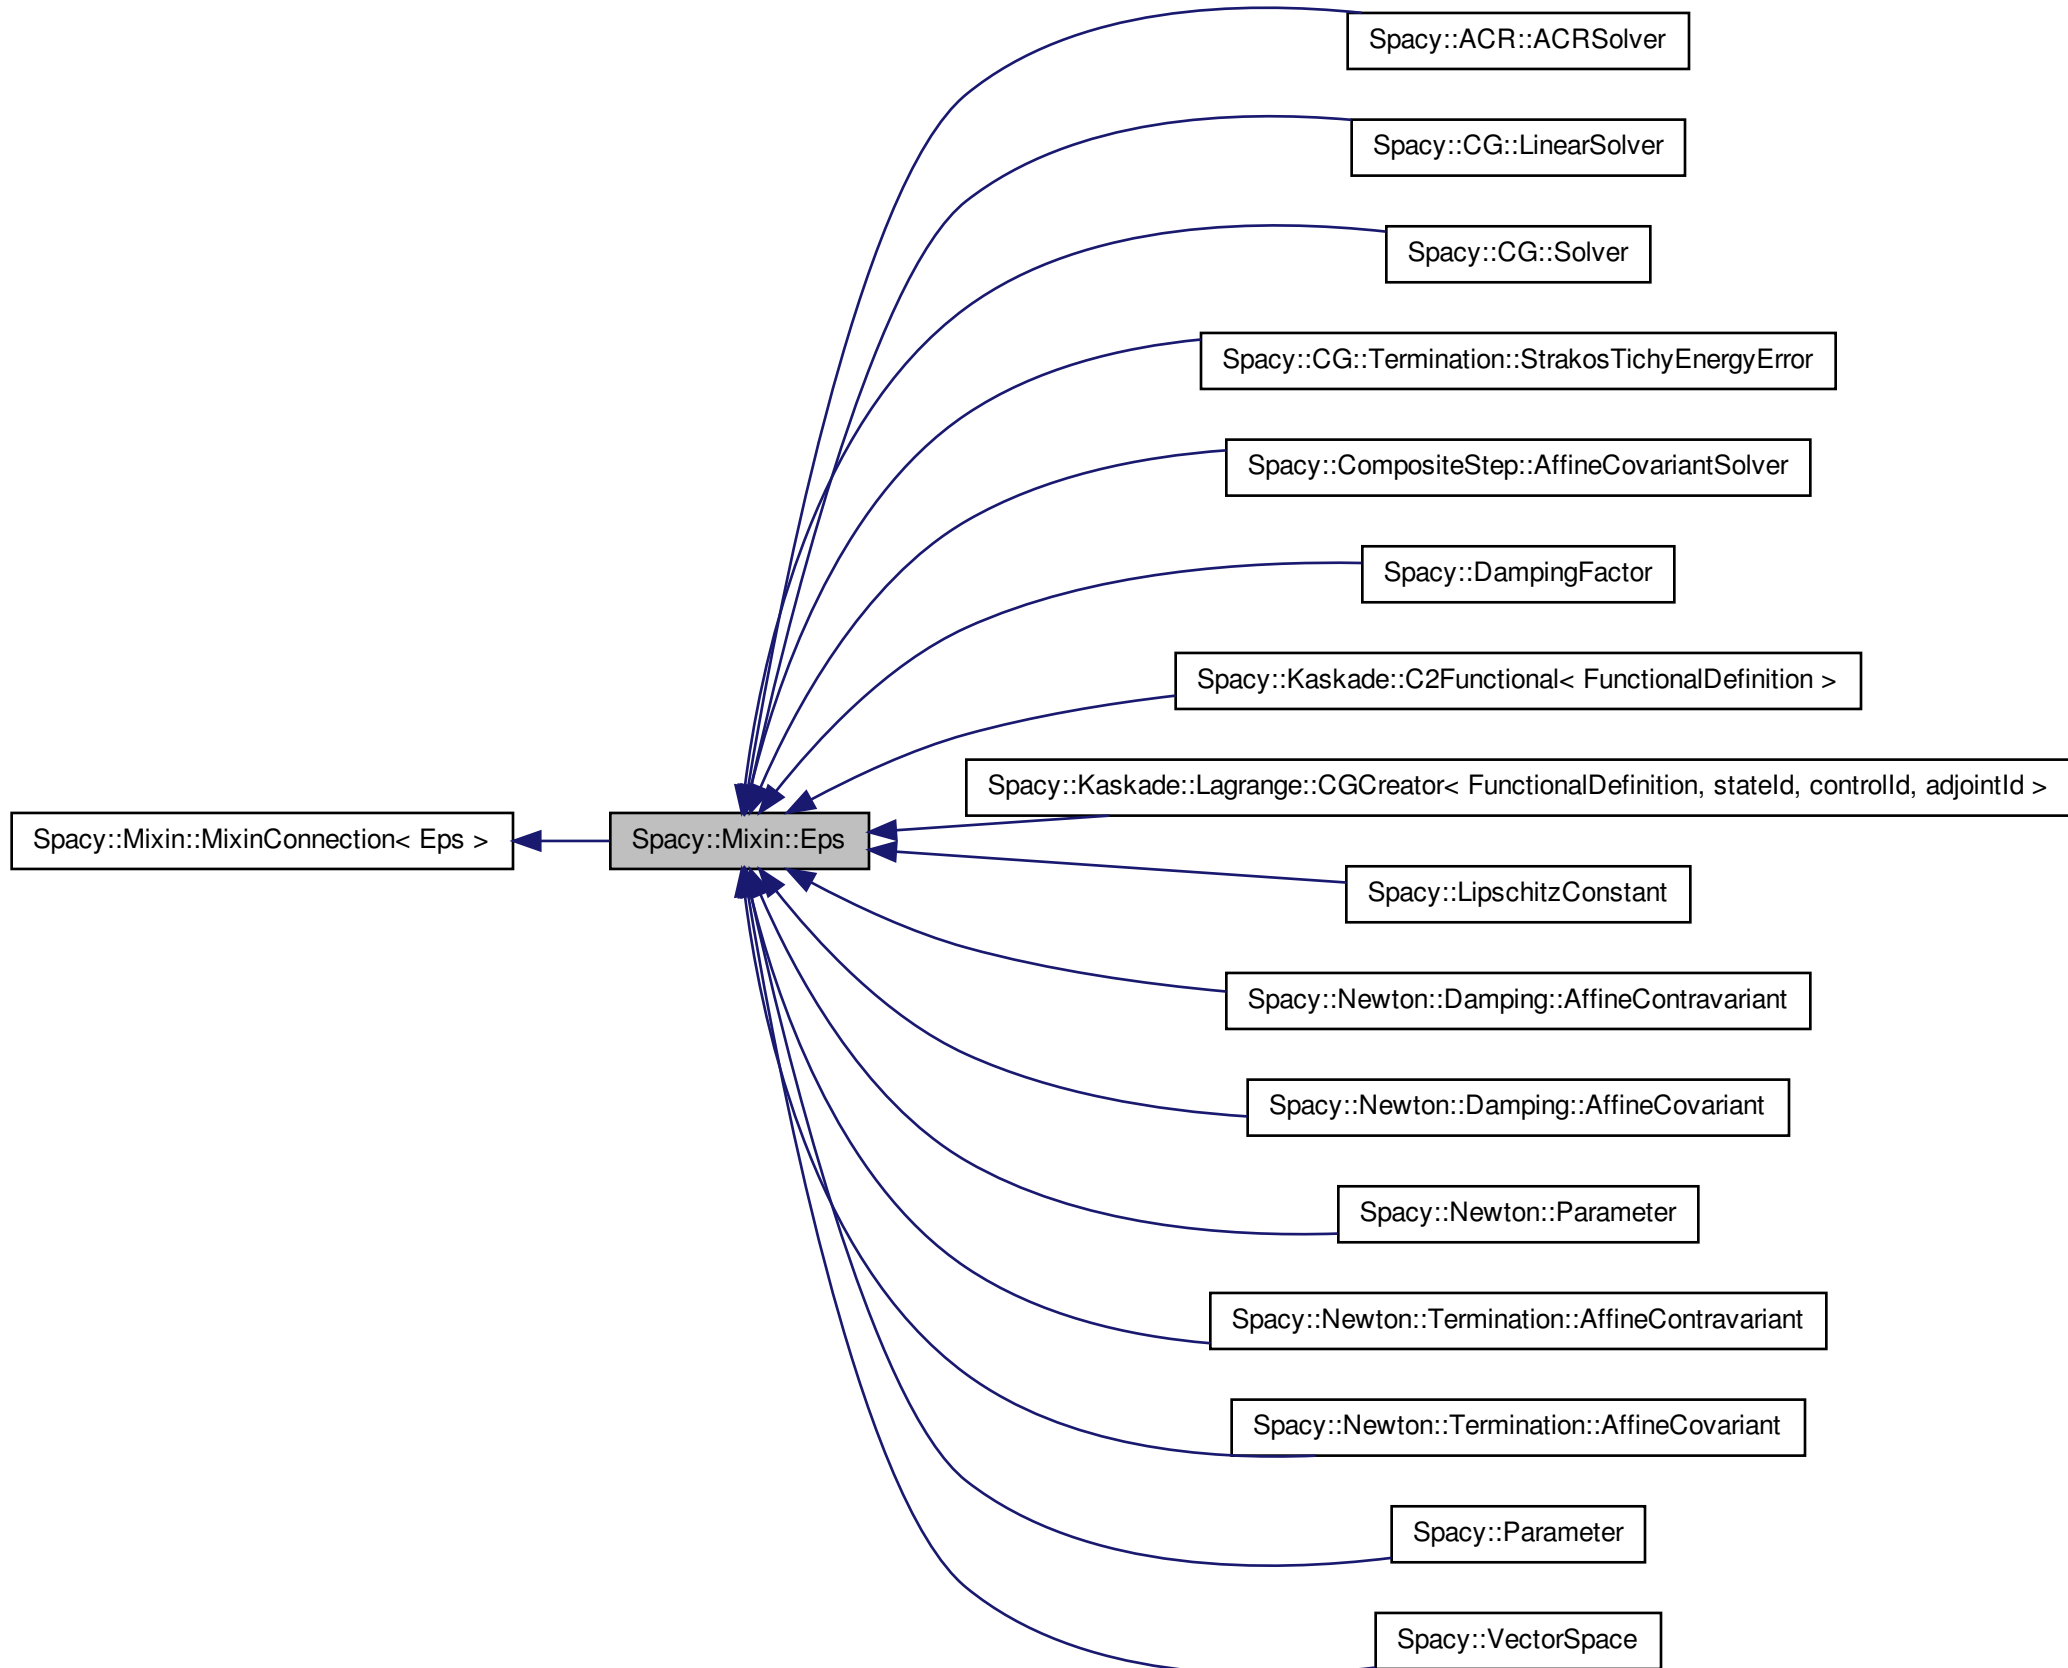 Spacy::ACR::ACRSolver
Spacy::CG::LinearSolver
Spacy::CG::Solver
Spacy::CG::Termination::StrakosTichyEnergyError
Spacy::CompositeStep::AffineCovariantSolver
Spacy::DampingFactor
Spacy::Kaskade::C2Functional< FunctionalDefinition >
Spacy::Kaskade::Lagrange::CGCreator< FunctionalDefinition, stateId, controlId, adjointId >
Spacy::Mixin::MixinConnection< Eps >
Spacy::Mixin::Eps
Spacy::LipschitzConstant
Spacy::Newton::Damping::AffineContravariant
Spacy::Newton::Damping::AffineCovariant
Spacy::Newton::Parameter
Spacy::Newton::Termination::AffineContravariant
Spacy::Newton::Termination::AffineCovariant
Spacy::Parameter
Spacy::VectorSpace